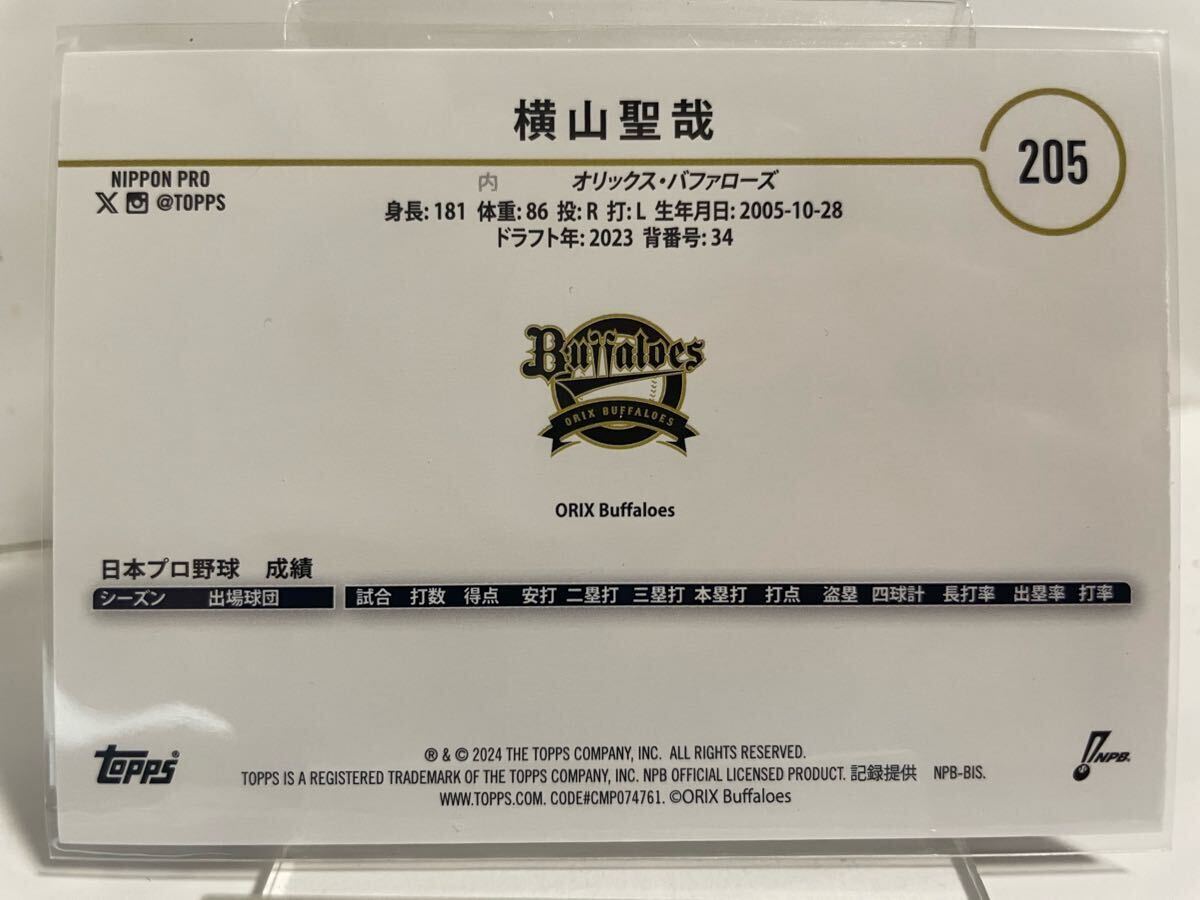 横山聖哉
205
NIPPON PRO
@TOPPS
内 オリックス・バファローズ
身長: 181 体重: 86 投: R 打: L 生年月日: 2005-10-28
ドラフト年: 2023 背番号: 34
Buffaloes
ORIX BUFFALOES
ORIX Buffaloes
日本プロ野球 成績
シーズン 出場球団 試合 打数 得点 安打 二塁打 三塁打 本塁打 打点 盗塁 四球計 長打率 出塁率 打率
topps®
® & © 2024 THE TOPPS COMPANY, INC. ALL RIGHTS RESERVED.
TOPPS IS A REGISTERED TRADEMARK OF THE TOPPS COMPANY, INC. NPB OFFICIAL LICENSED PRODUCT. 記録提供 NPB-BIS.
WWW.TOPPS.COM. CODE#CMP074761. ©ORIX Buffaloes
NPB